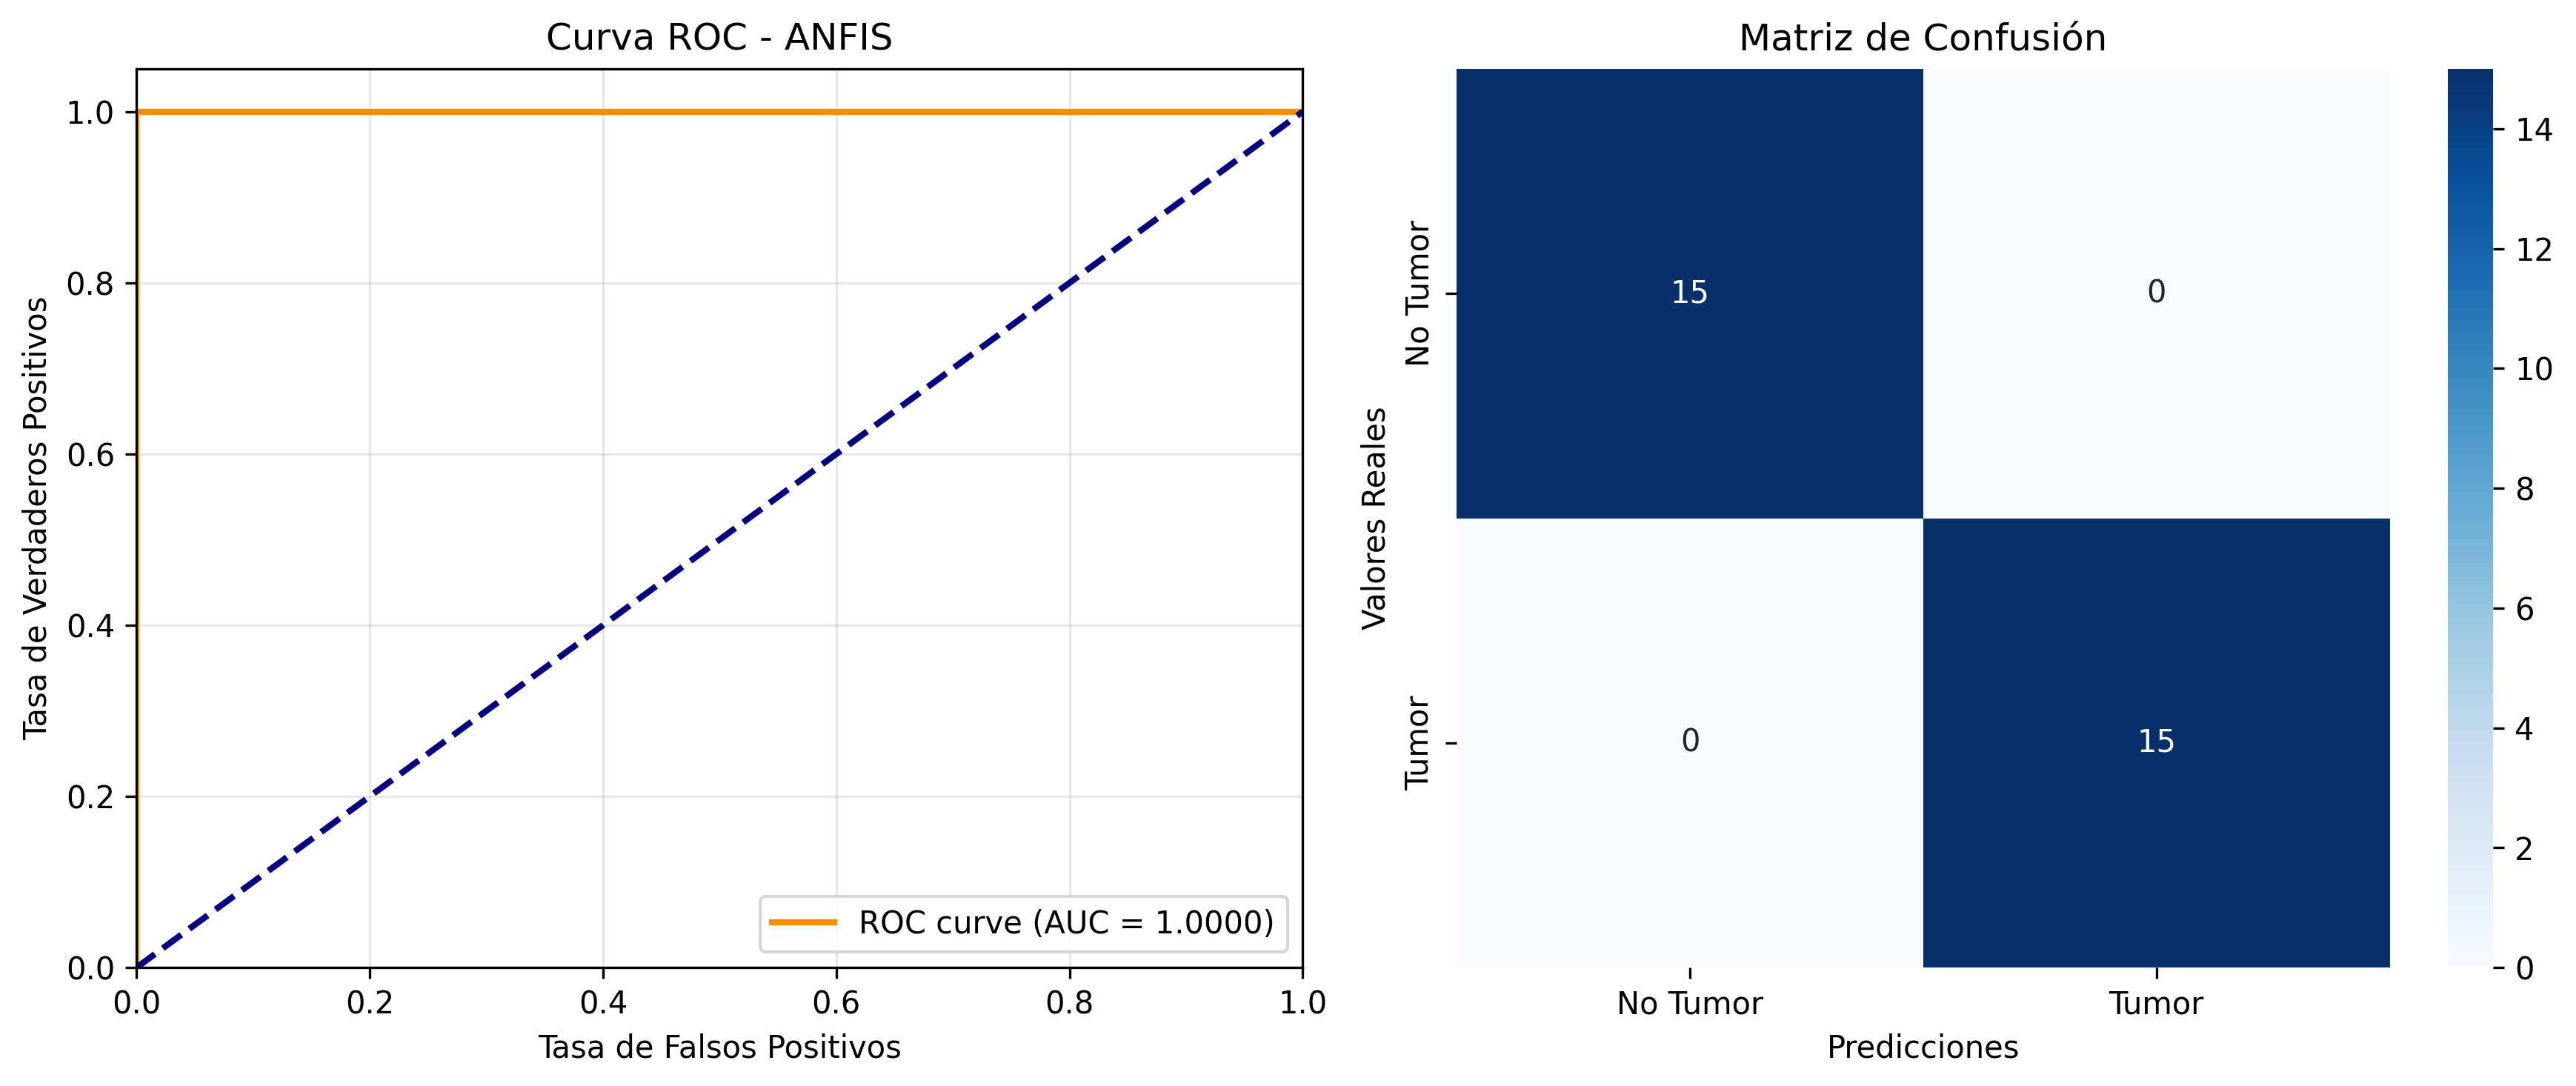 Curva ROC - ANFIS
Tasa de Verdaderos Positivos
1.0
0.8
0.6
0.4
0.2
0.0
ROC curve (AUC = 1.0000)
0.0 0.2 0.4 0.6 0.8 1.0
Tasa de Falsos Positivos
Matriz de Confusión
Valores Reales
No Tumor
Tumor
15 0
0 15
No Tumor Tumor
Predicciones
14
12
10
8
6
4
2
0